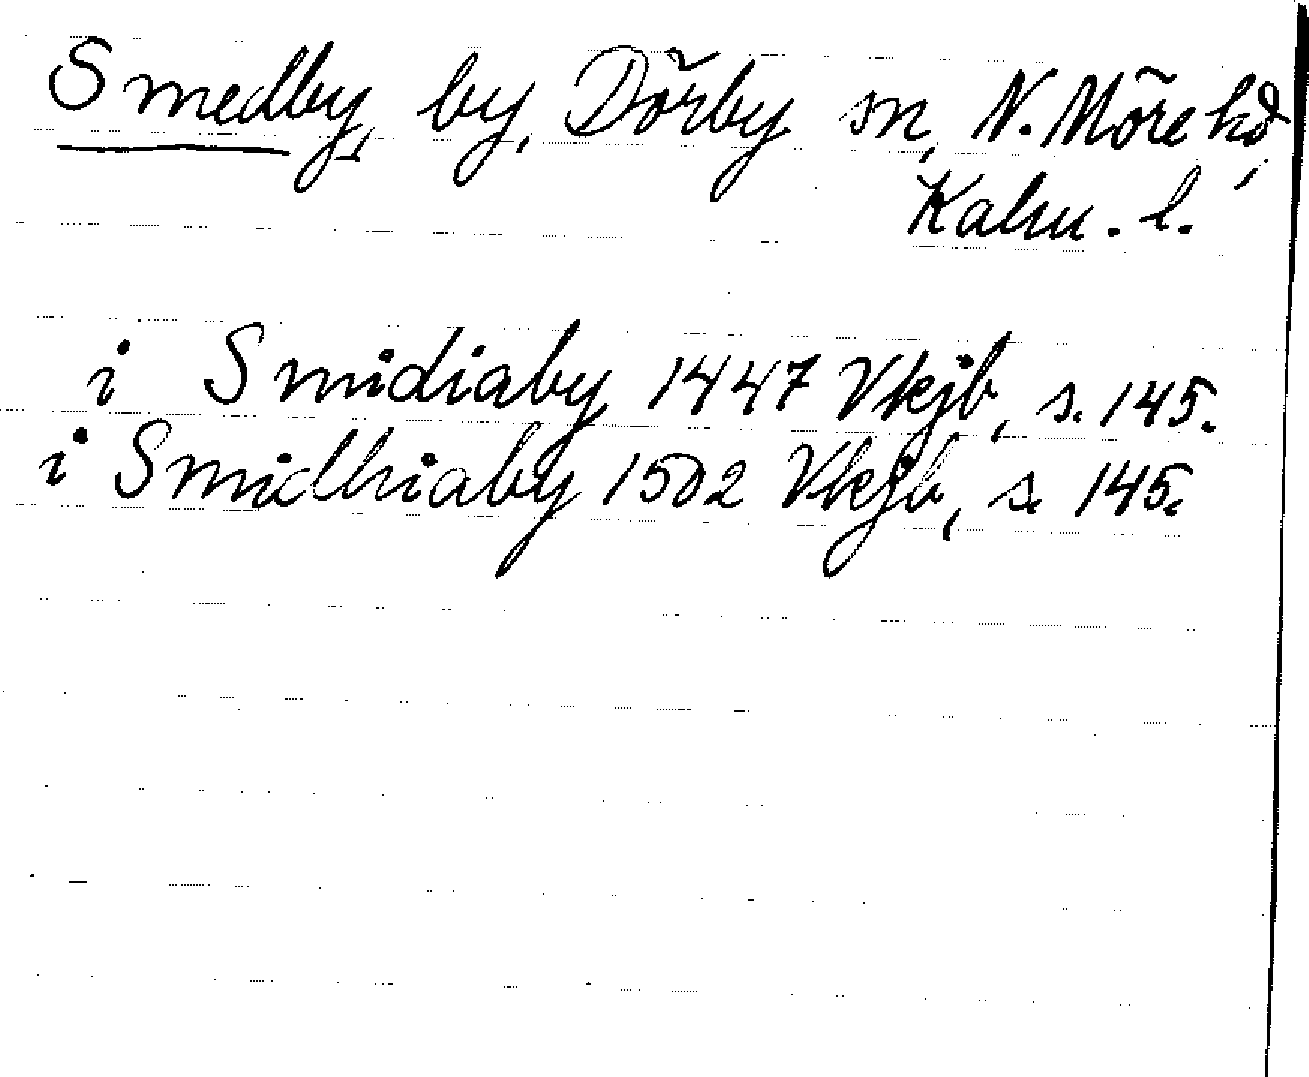 Smedby, by, Dörby sn, N. Möre hd,
Kalm. l.
i Smidiaby 1447 Vkjb, s. 145.
i Smidhiaby 1502 Vkjb, s. 145.